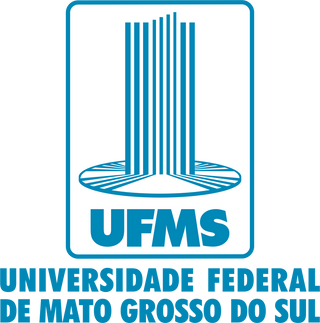 UFMS
UNIVERSIDADE FEDERAL
DE MATO GROSSO DO SUL